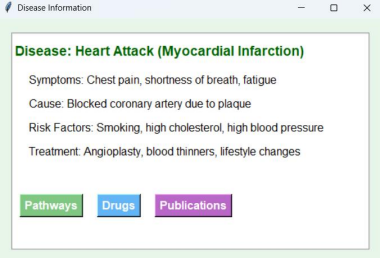 Disease Information
Disease: Heart Attack (Myocardial Infarction)
Symptoms: Chest pain, shortness of breath, fatigue
Cause: Blocked coronary artery due to plaque
Risk Factors: Smoking, high cholesterol, high blood pressure
Treatment: Angioplasty, blood thinners, lifestyle changes
Pathways Drugs Publications